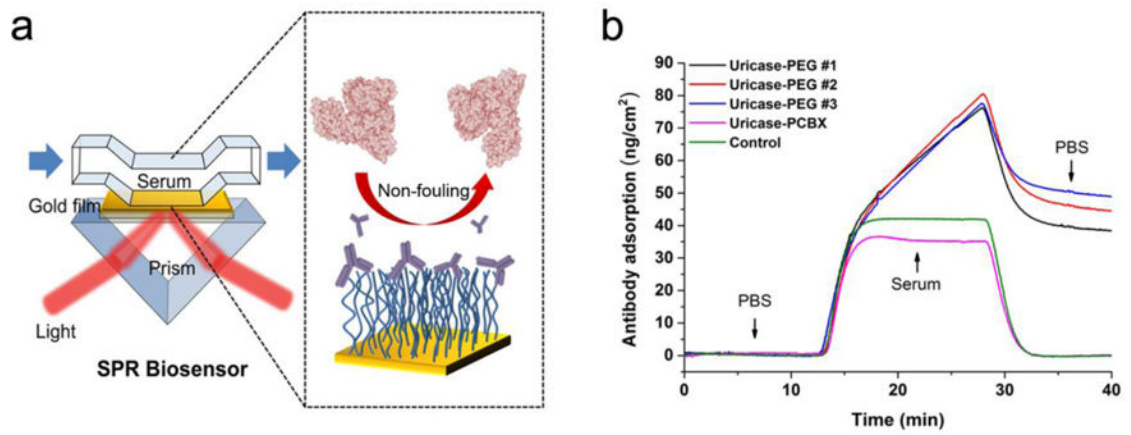 a
Serum
Gold film
Prism
Light
SPR Biosensor
Non-fouling
b
Antibody adsorption (ng/cm²)
90
80
70
60
50
40
30
20
10
0
Uricase-PEG #1
Uricase-PEG #2
Uricase-PEG #3
Uricase-PCBX
Control
PBS
Serum
PBS
0 10 20 30 40
Time (min)